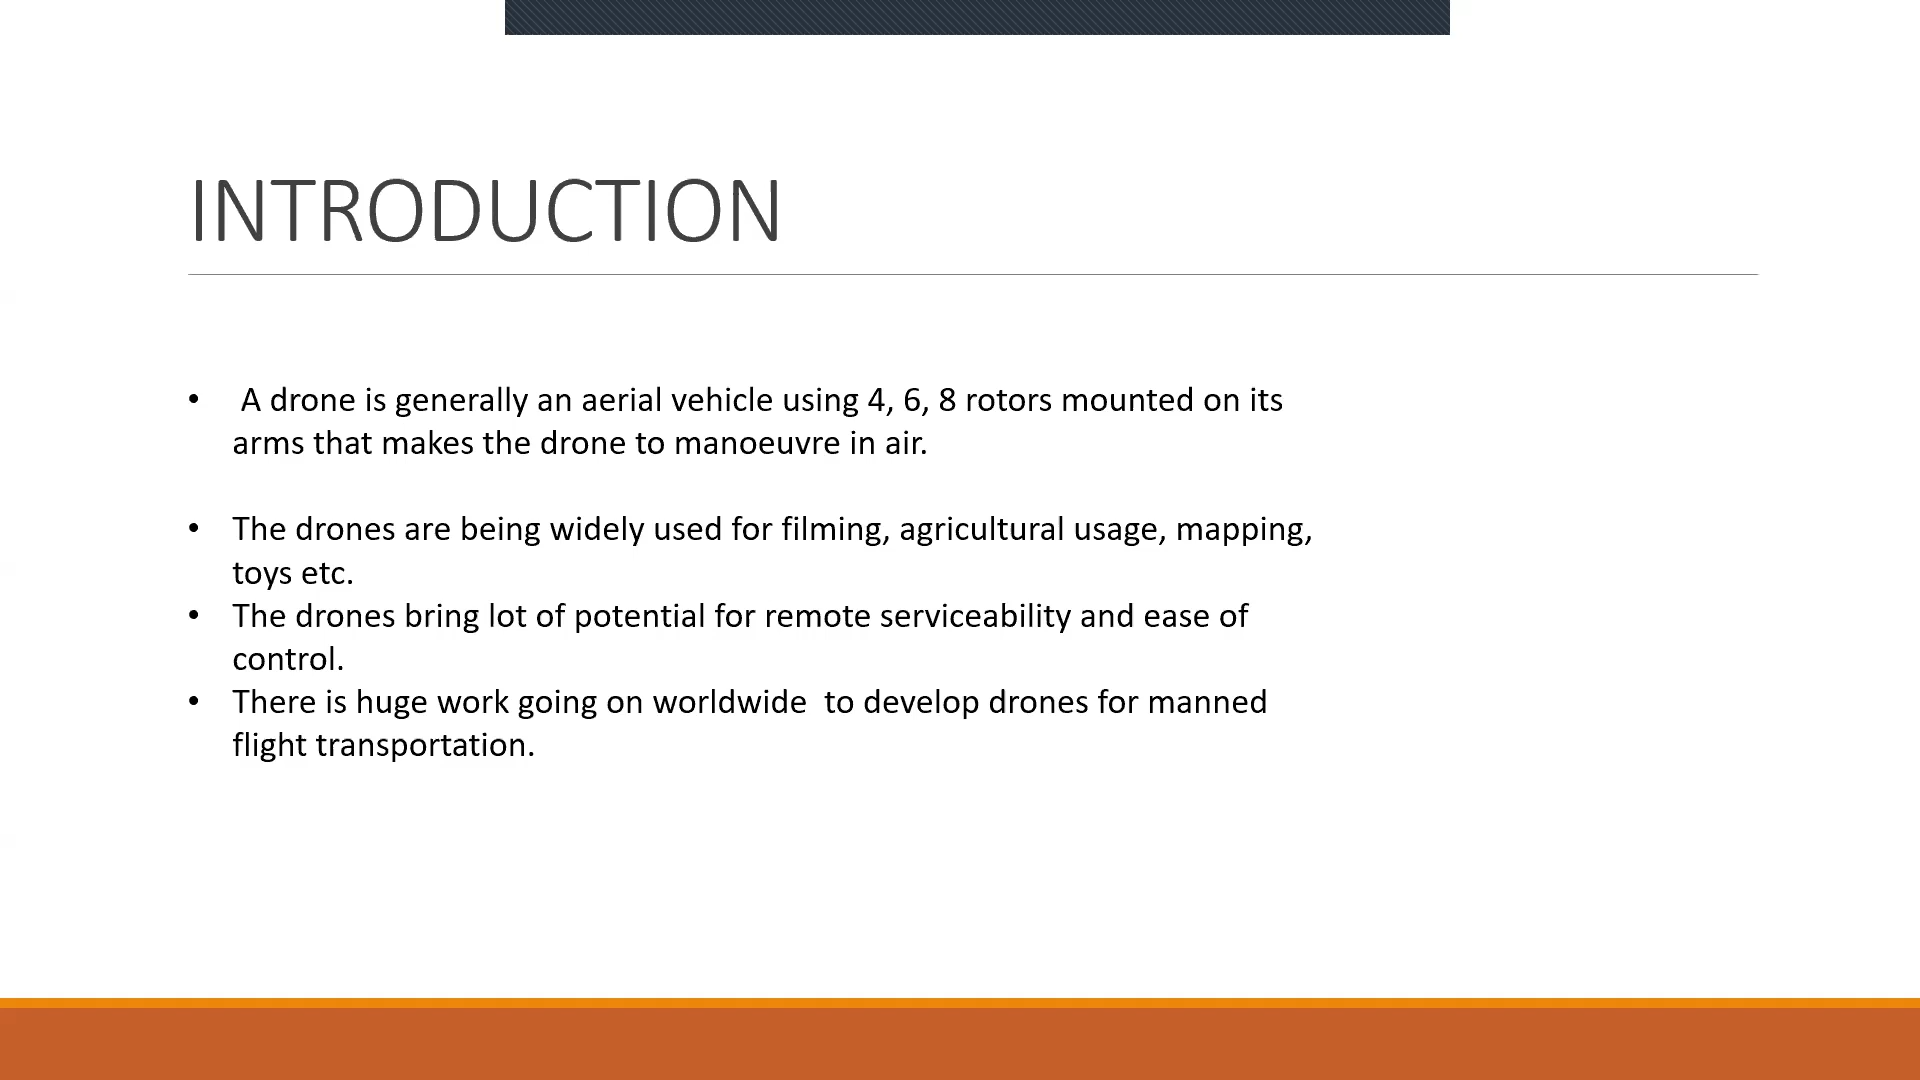 INTRODUCTION
• A drone is generally an aerial vehicle using 4, 6, 8 rotors mounted on its
arms that makes the drone to manoeuvre in air.
• The drones are being widely used for filming, agricultural usage, mapping,
toys etc.
• The drones bring lot of potential for remote serviceability and ease of
control.
• There is huge work going on worldwide  to develop drones for manned
flight transportation.